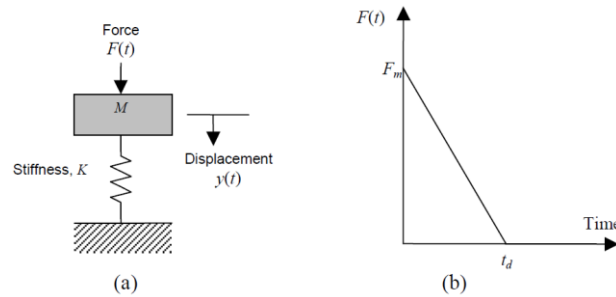 Force
F(t)
M
Stiffness, K
Displacement
y(t)
(a)
F(t)
F_m
Time
t_d
(b)